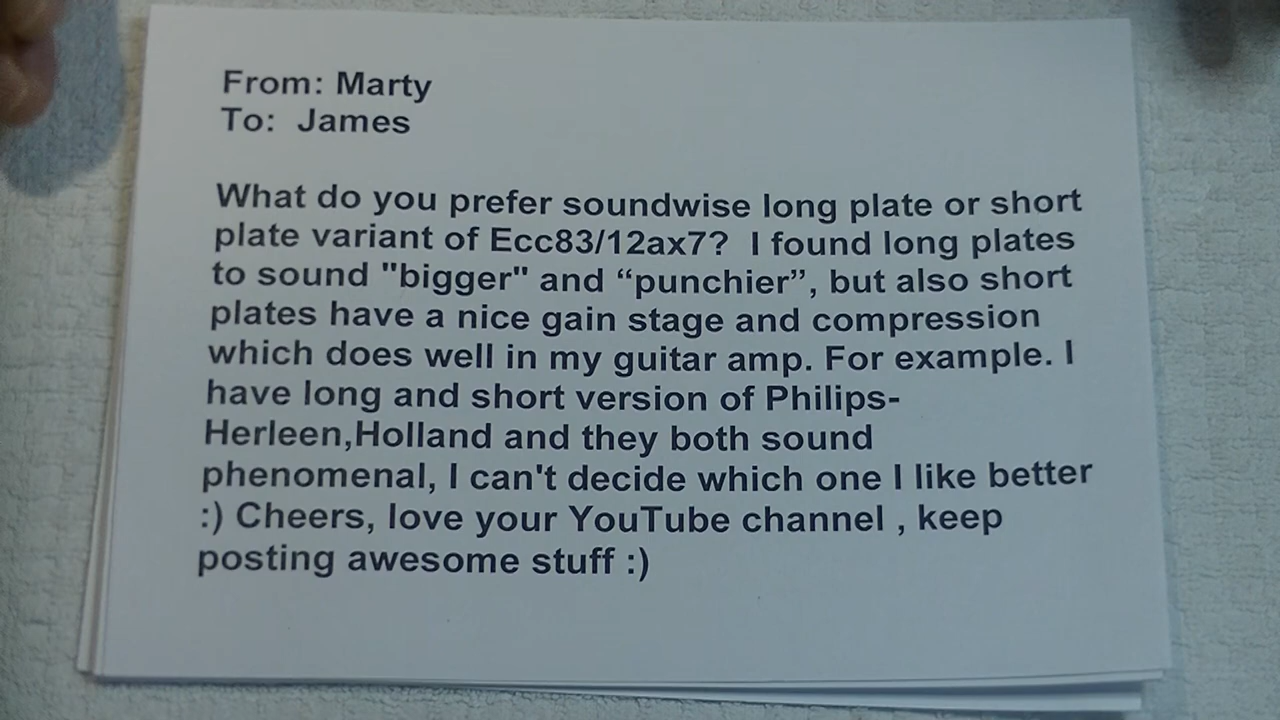 From: Marty
To:  James
What do you prefer soundwise long plate or short
plate variant of Ecc83/12ax7?  I found long plates
to sound "bigger" and “punchier”, but also short
plates have a nice gain stage and compression
which does well in my guitar amp. For example. I
have long and short version of Philips-
Herleen,Holland and they both sound
phenomenal, I can't decide which one I like better
:) Cheers, love your YouTube channel , keep
posting awesome stuff :)